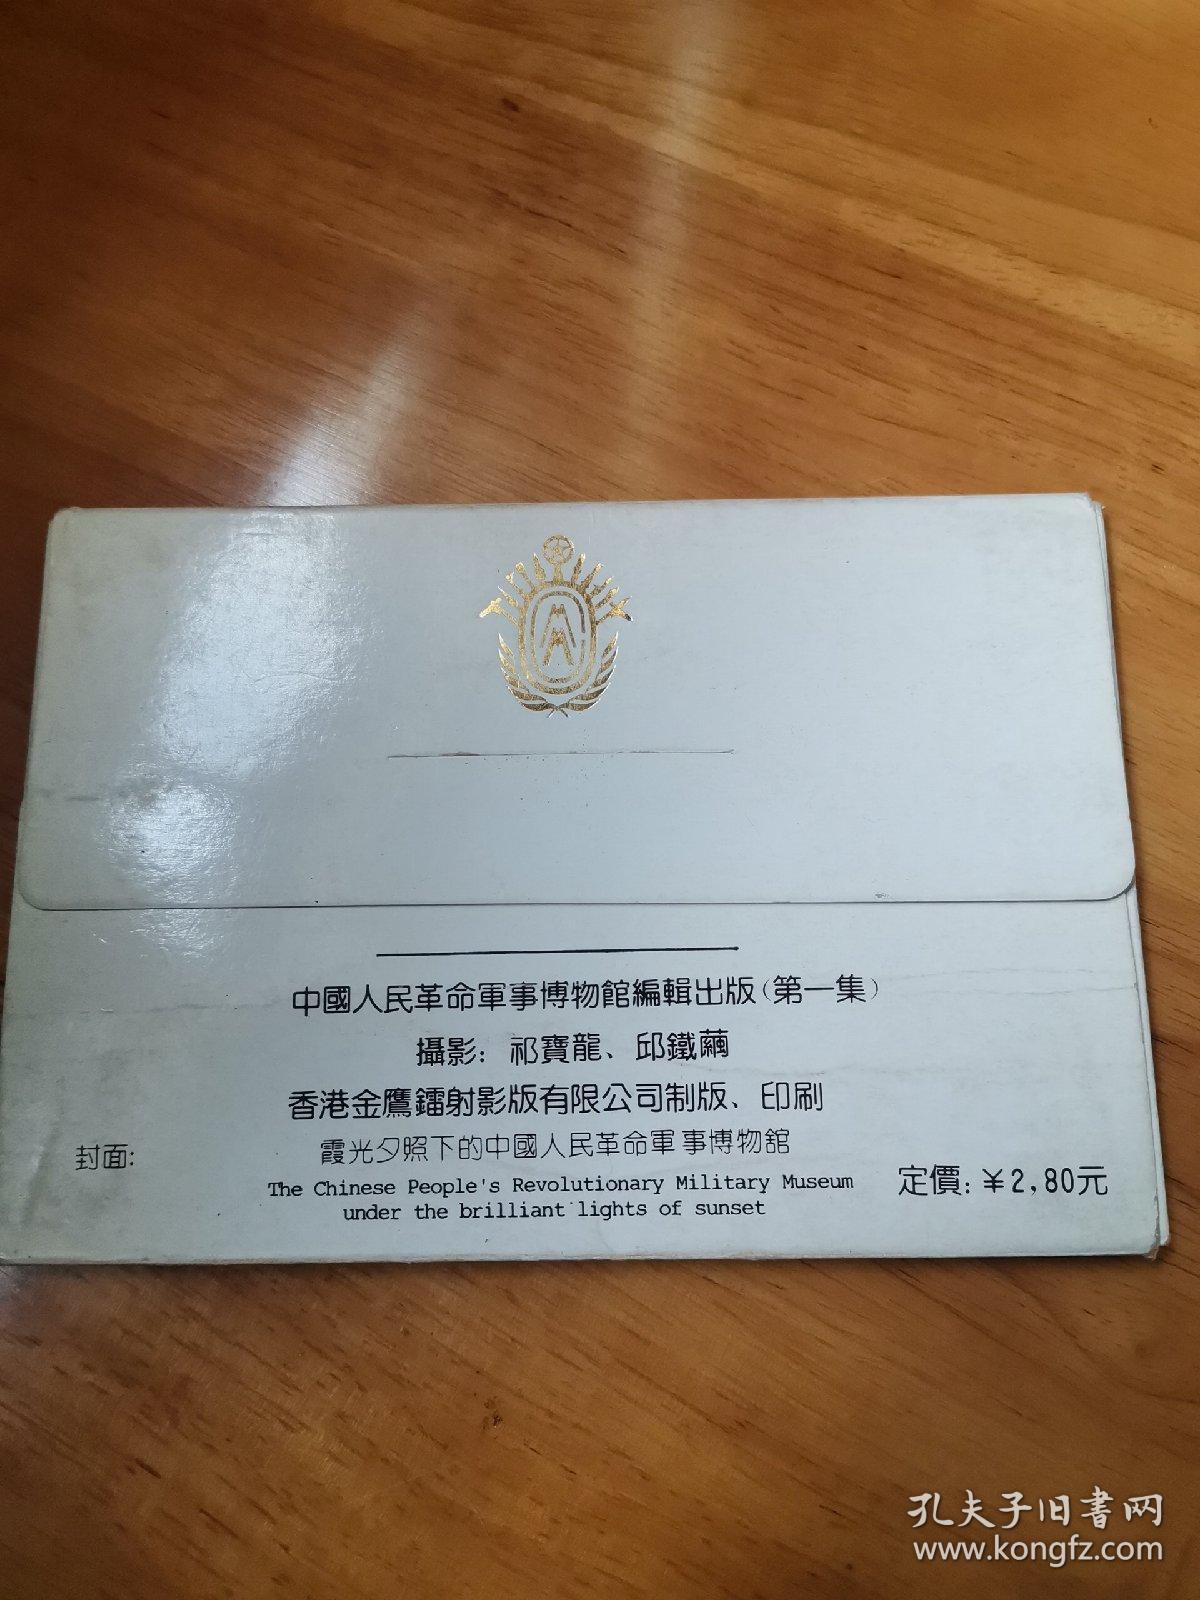 中國人民革命軍事博物館編輯出版(第一集)
攝影：祁寶龍、邱鐵繭
香港金鷹鐳射影版有限公司制版、印刷
封面：
霞光夕照下的中國人民革命軍事博物舘
The Chinese People's Revolutionary Military Museum
under the brilliant lights of sunset
定價：￥2,80元
孔夫子旧書网
www.kongfz.com